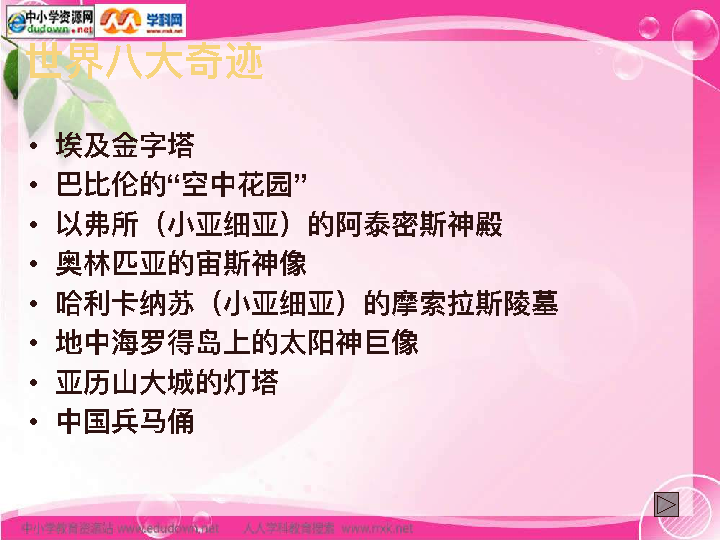 中小学资源网
edudown.net
学科网
www.nxk.net
世界八大奇迹
• 埃及金字塔
• 巴比伦的“空中花园”
• 以弗所（小亚细亚）的阿泰密斯神殿
• 奥林匹亚的宙斯神像
• 哈利卡纳苏（小亚细亚）的摩索拉斯陵墓
• 地中海罗得岛上的太阳神巨像
• 亚历山大城的灯塔
• 中国兵马俑
中小学教育资源站 www.edudown.net 人人学科教育搜索 www.rrxk.net